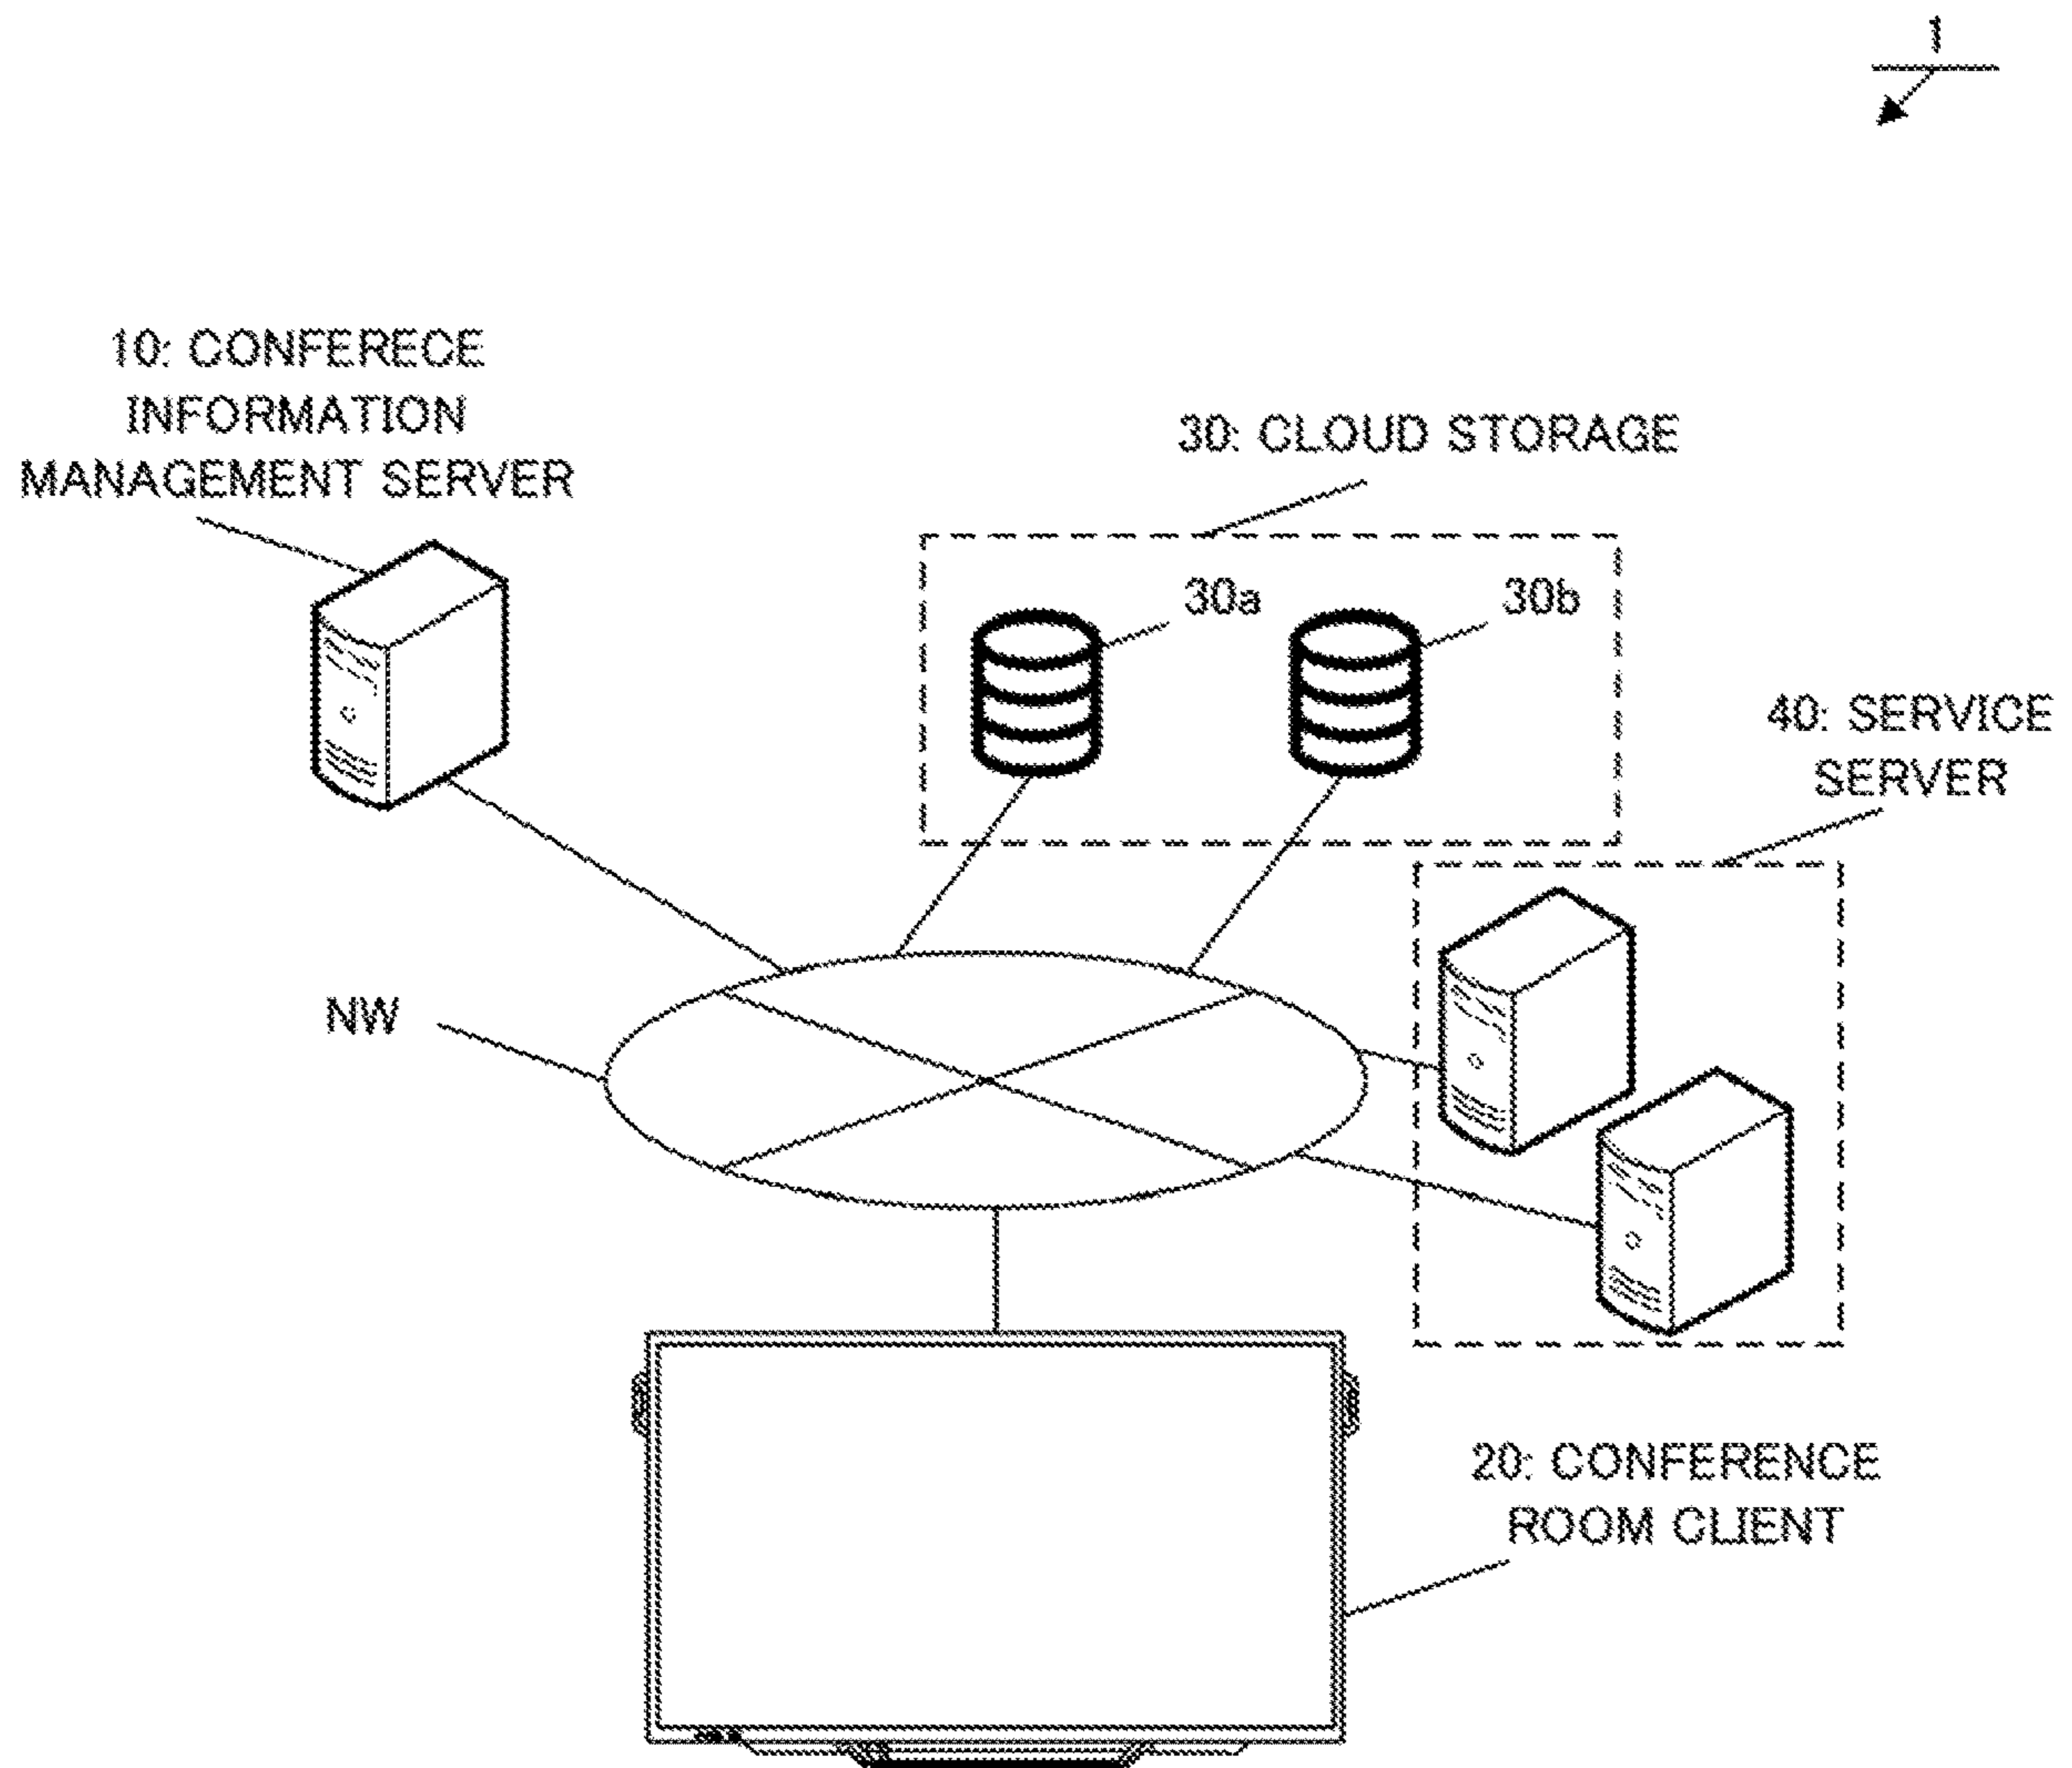 1
10: CONFERECE
INFORMATION
MANAGEMENT SERVER
30: CLOUD STORAGE
30a
30b
40: SERVICE
SERVER
NW
20: CONFERENCE
ROOM CLIENT